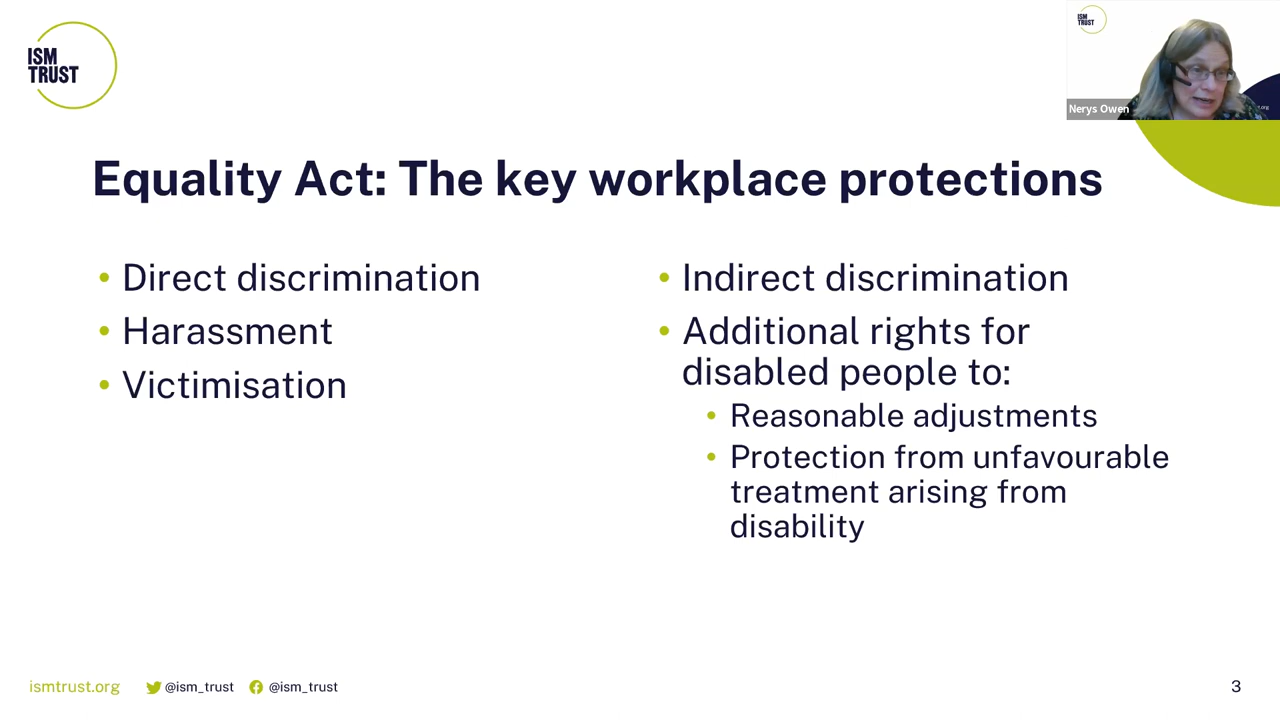 ISM
TRUST
ISM
TRUST
Nerys Owen
Equality Act: The key workplace protections
• Direct discrimination
• Harassment
• Victimisation
• Indirect discrimination
• Additional rights for
disabled people to:
• Reasonable adjustments
• Protection from unfavourable
treatment arising from
disability
ismtrust.org
@ism_trust
@ism_trust
3